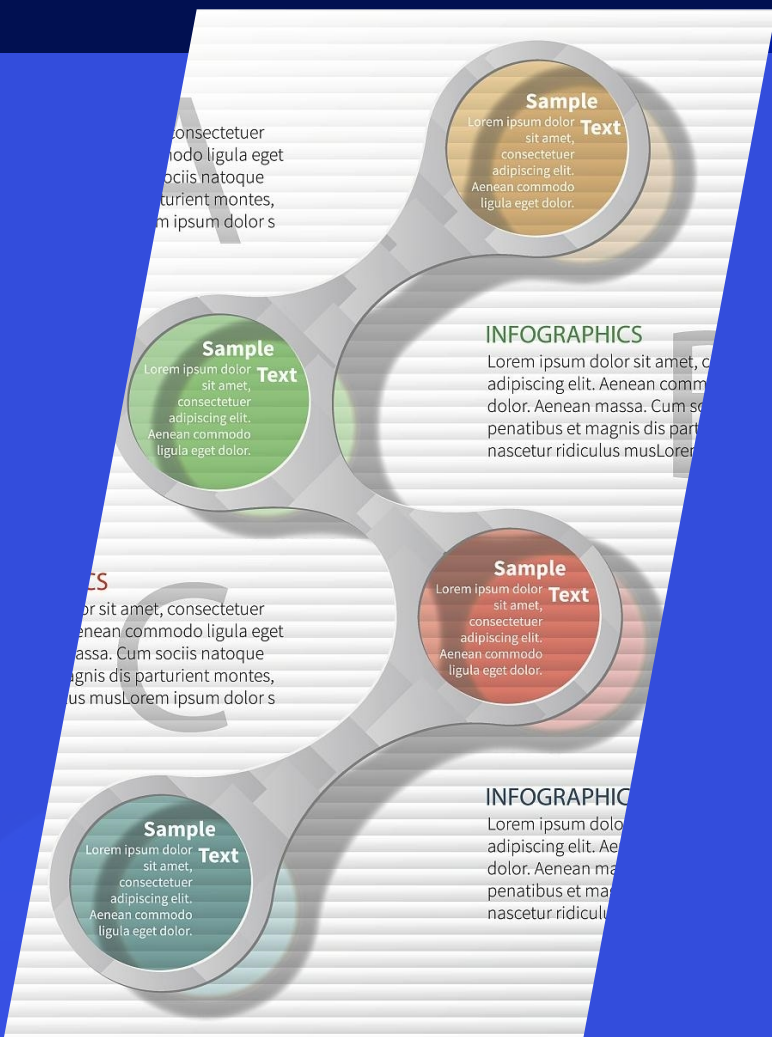 A
consectetuer
modo ligula eget
sociis natoque
parturient montes,
m ipsum dolor s
Sample
Text
Lorem ipsum dolor
sit amet,
consectetuer
adipiscing elit.
Aenean commodo
ligula eget dolor.
Sample
Text
Lorem ipsum dolor
sit amet,
consectetuer
adipiscing elit.
Aenean commodo
ligula eget dolor.
INFOGRAPHICS
Lorem ipsum dolor sit amet, c
adipiscing elit. Aenean comm
dolor. Aenean massa. Cum so
penatibus et magnis dis part
nascetur ridiculus musLorem
CS
or sit amet, consectetuer
enean commodo ligula eget
assa. Cum sociis natoque
agnis dis parturient montes,
us musLorem ipsum dolor s
C
Sample
Text
Lorem ipsum dolor
sit amet,
consectetuer
adipiscing elit.
Aenean commodo
ligula eget dolor.
INFOGRAPHIC
Lorem ipsum dolo
adipiscing elit. Ae
dolor. Aenean ma
penatibus et mag
nascetur ridiculu
Sample
Text
Lorem ipsum dolor
sit amet,
consectetuer
adipiscing elit.
Aenean commodo
ligula eget dolor.